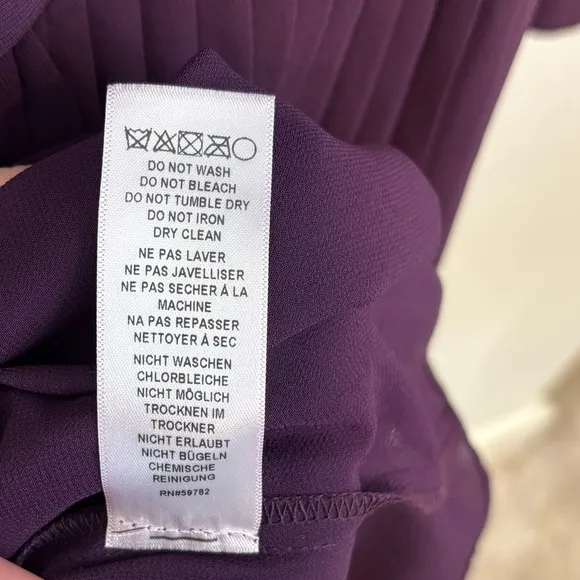 DO NOT WASH
DO NOT BLEACH
DO NOT TUMBLE DRY
DO NOT IRON
DRY CLEAN
NE PAS LAVER
NE PAS JAVELLISER
NE PAS SECHER À LA
MACHINE
NA PAS REPASSER
NETTOYER À SEC
NICHT WASCHEN
CHLORBLEICHE
NICHT MÖGLICH
TROCKNEN IM
TROCKNER
NICHT ERLAUBT
NICHT BÜGELN
CHEMISCHE
REINIGUNG
RN#59782